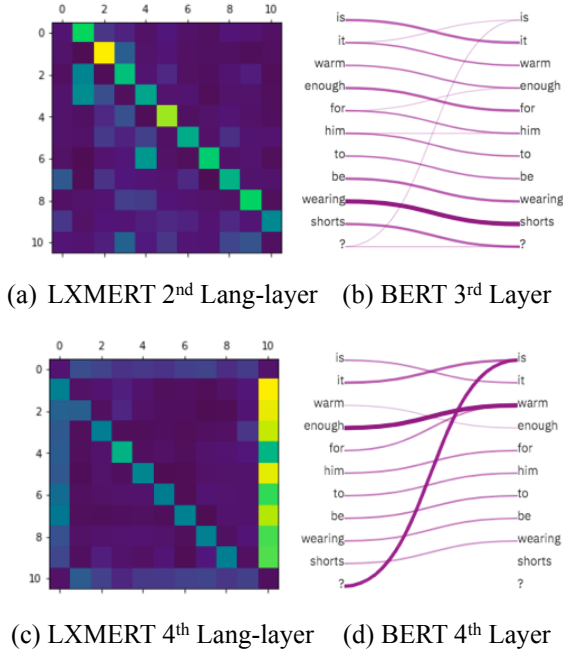 0 2 4 6 8 10
0
2
4
6
8
10
is is
it it
warm warm
enough enough
for for
him him
to to
be be
wearing wearing
shorts shorts
? ?
(a) LXMERT 2nd Lang-layer (b) BERT 3rd Layer
0 2 4 6 8 10
0
2
4
6
8
10
is is
it it
warm warm
enough enough
for for
him him
to to
be be
wearing wearing
shorts shorts
? ?
(c) LXMERT 4th Lang-layer (d) BERT 4th Layer